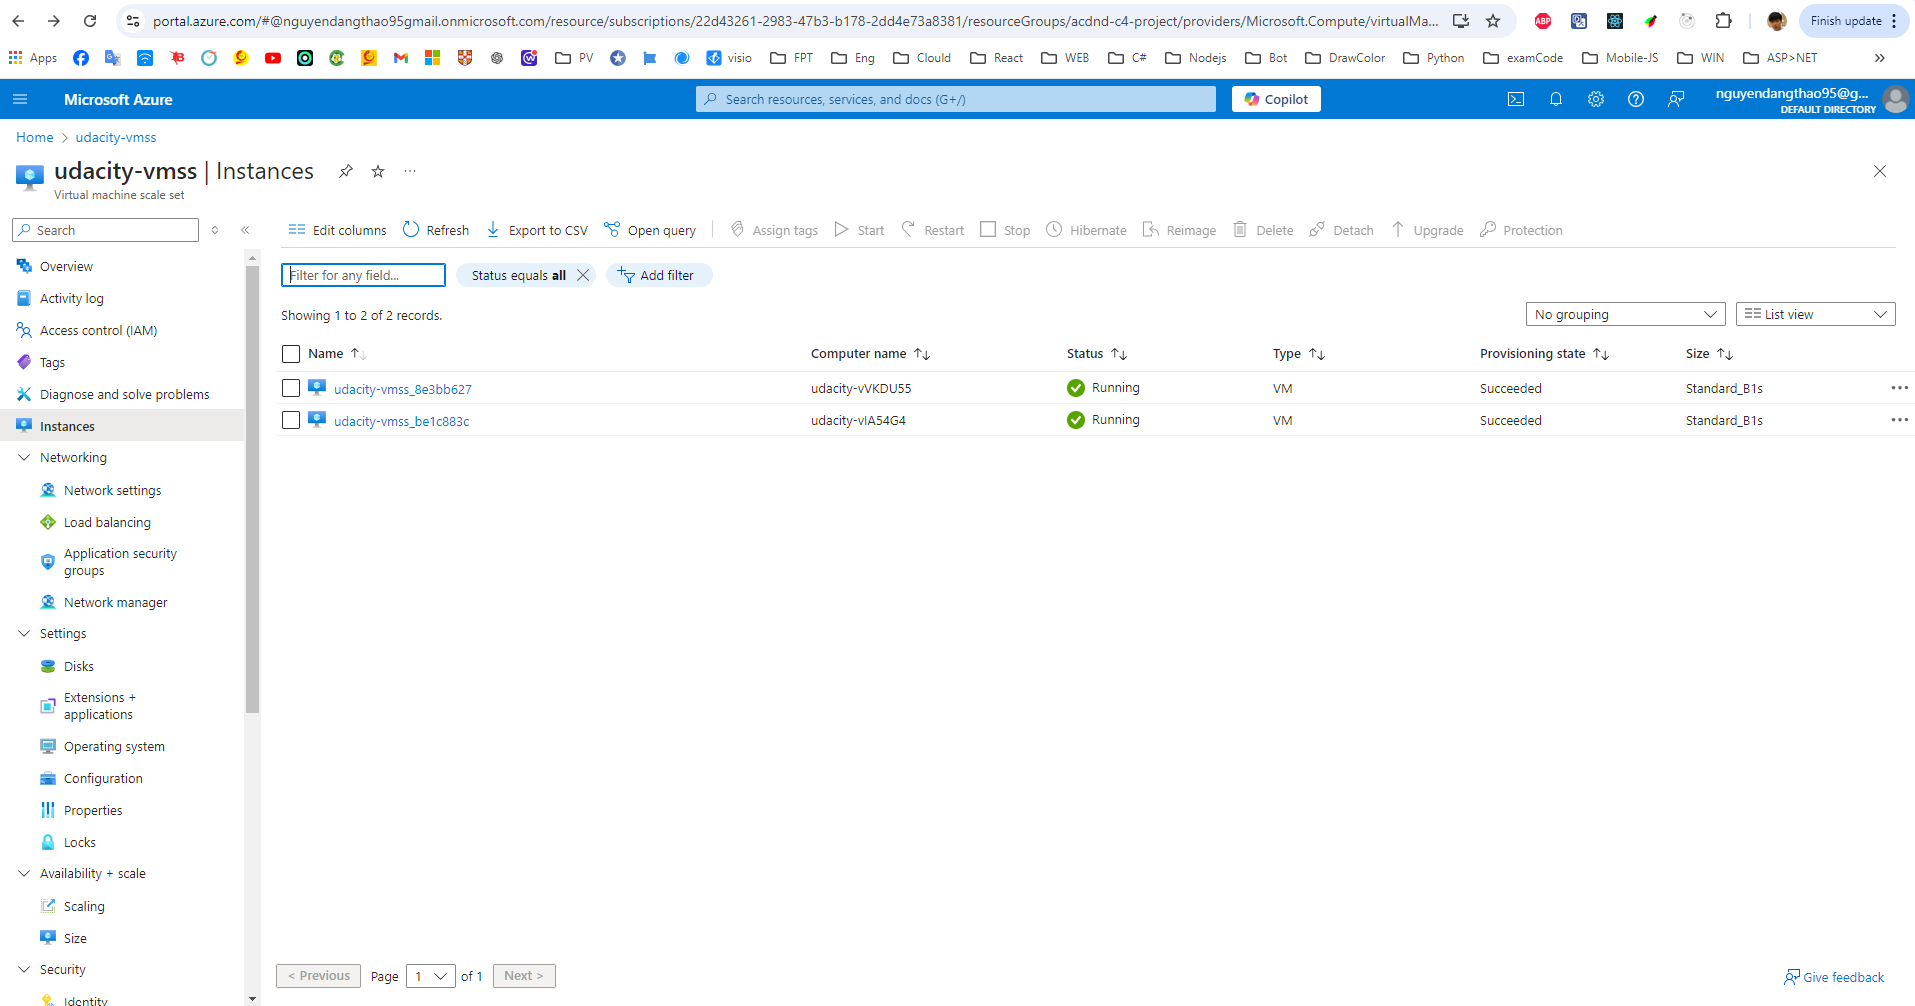 portal.azure.com/#@nguyendangthao95gmail.onmicrosoft.com/resource/subscriptions/22d43261-2983-47b3-b178-2dd4e73a8381/resourceGroups/acdnd-c4-project/providers/Microsoft.Compute/virtualMa...
ABP
Finish update
Apps
PV
visio
FPT
Eng
Clould
React
WEB
C#
Nodejs
Bot
DrawColor
Python
examCode
Mobile-JS
WIN
ASP>NET
Microsoft Azure
Search resources, services, and docs (G+/)
Copilot
nguyendangthao95@g...
DEFAULT DIRECTORY
Home > udacity-vmss
udacity-vmss | Instances
Virtual machine scale set
Search
Edit columns
Refresh
Export to CSV
Open query
Assign tags
Start
Restart
Stop
Hibernate
Reimage
Delete
Detach
Upgrade
Protection
Overview
Activity log
Access control (IAM)
Tags
Diagnose and solve problems
Instances
Networking
Network settings
Load balancing
Application security
groups
Network manager
Settings
Disks
Extensions +
applications
Operating system
Configuration
Properties
Locks
Availability + scale
Scaling
Size
Security
Identity
Filter for any field...
Status equals all
Add filter
Showing 1 to 2 of 2 records.
No grouping
List view
Name Computer name Status Type Provisioning state Size
udacity-vmss_8e3bb627 udacity-vVKDU55 Running VM Succeeded Standard_B1s
udacity-vmss_be1c883c udacity-vIA54G4 Running VM Succeeded Standard_B1s
< Previous Page 1 of 1 Next >
Give feedback